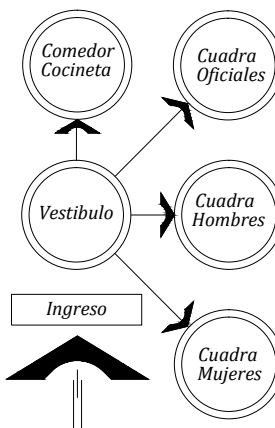 Comedor
Cocineta
Cuadra
Oficiales
Vestibulo
Cuadra
Hombres
Ingreso
Cuadra
Mujeres